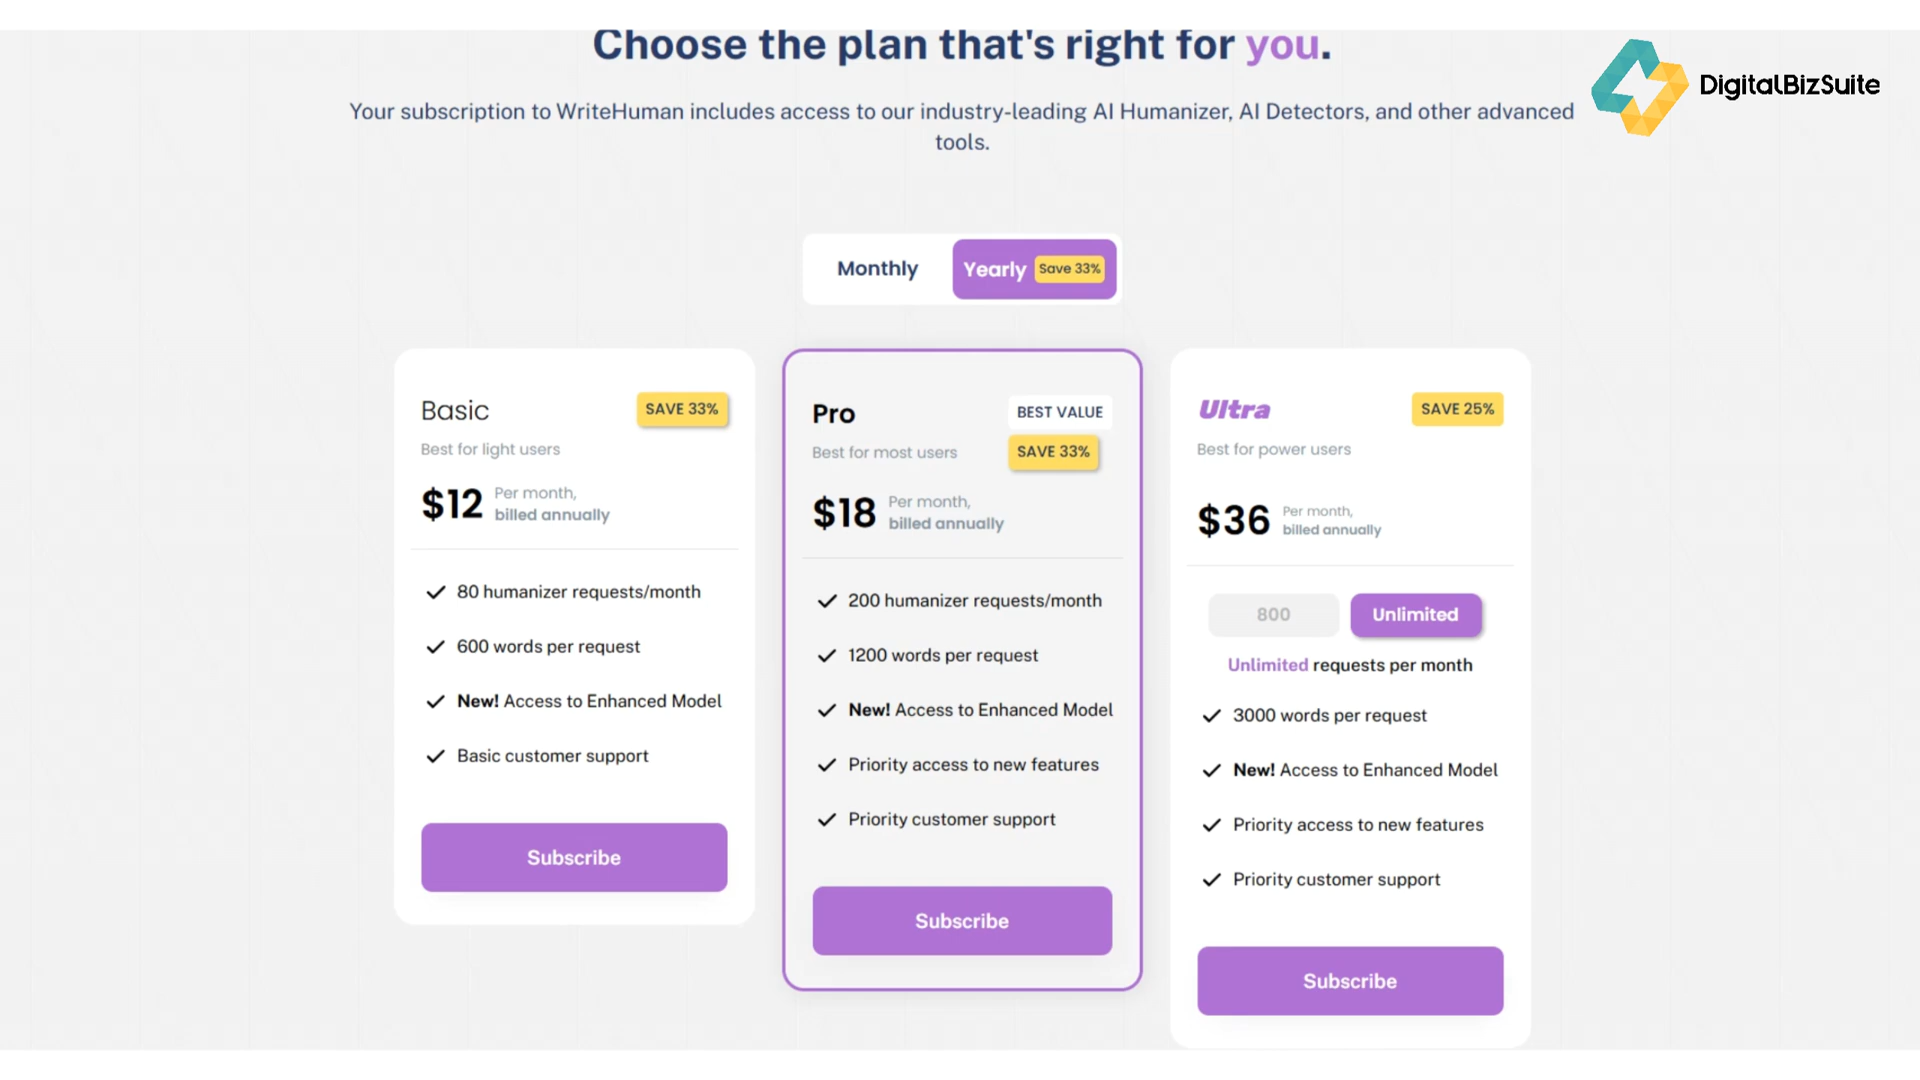 Choose the plan that's right for you.
DigitalBizSuite
Your subscription to WriteHuman includes access to our industry-leading AI Humanizer, AI Detectors, and other advanced
tools.
Monthly
Yearly Save 33%
Basic
SAVE 33%
Best for light users
$12 Per month,
billed annually
80 humanizer requests/month
600 words per request
New! Access to Enhanced Model
Basic customer support
Subscribe
Pro
BEST VALUE
Best for most users
SAVE 33%
$18 Per month,
billed annually
200 humanizer requests/month
1200 words per request
New! Access to Enhanced Model
Priority access to new features
Priority customer support
Subscribe
Ultra
SAVE 25%
Best for power users
$36 Per month,
billed annually
800
Unlimited
Unlimited requests per month
3000 words per request
New! Access to Enhanced Model
Priority access to new features
Priority customer support
Subscribe